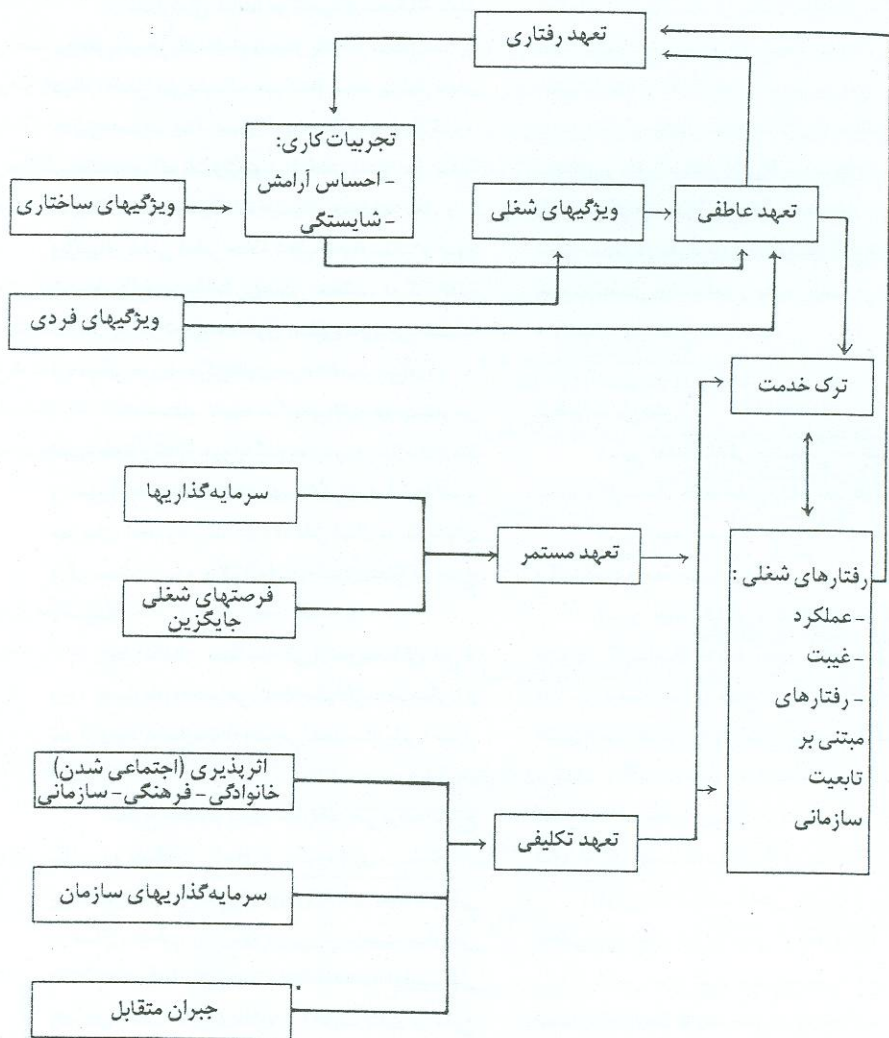 تعهد رفتاری
تجربیات کاری:
- احساس آرامش
- شایستگی
ویژگیهای ساختاری
ویژگیهای شغلی
تعهد عاطفی
ویژگیهای فردی
ترک خدمت
سرمایه‌گذاریها
تعهد مستمر
فرصتهای شغلی
جایگزین
رفتارهای شغلی :
- عملکرد
- غیبت
- رفتارهای
مبتنی بر
تابعیت
سازمانی
اثرپذیری (اجتماعی شدن)
خانوادگی - فرهنگی - سازمانی
تعهد تکلیفی
سرمایه‌گذاریهای سازمان
جبران متقابل